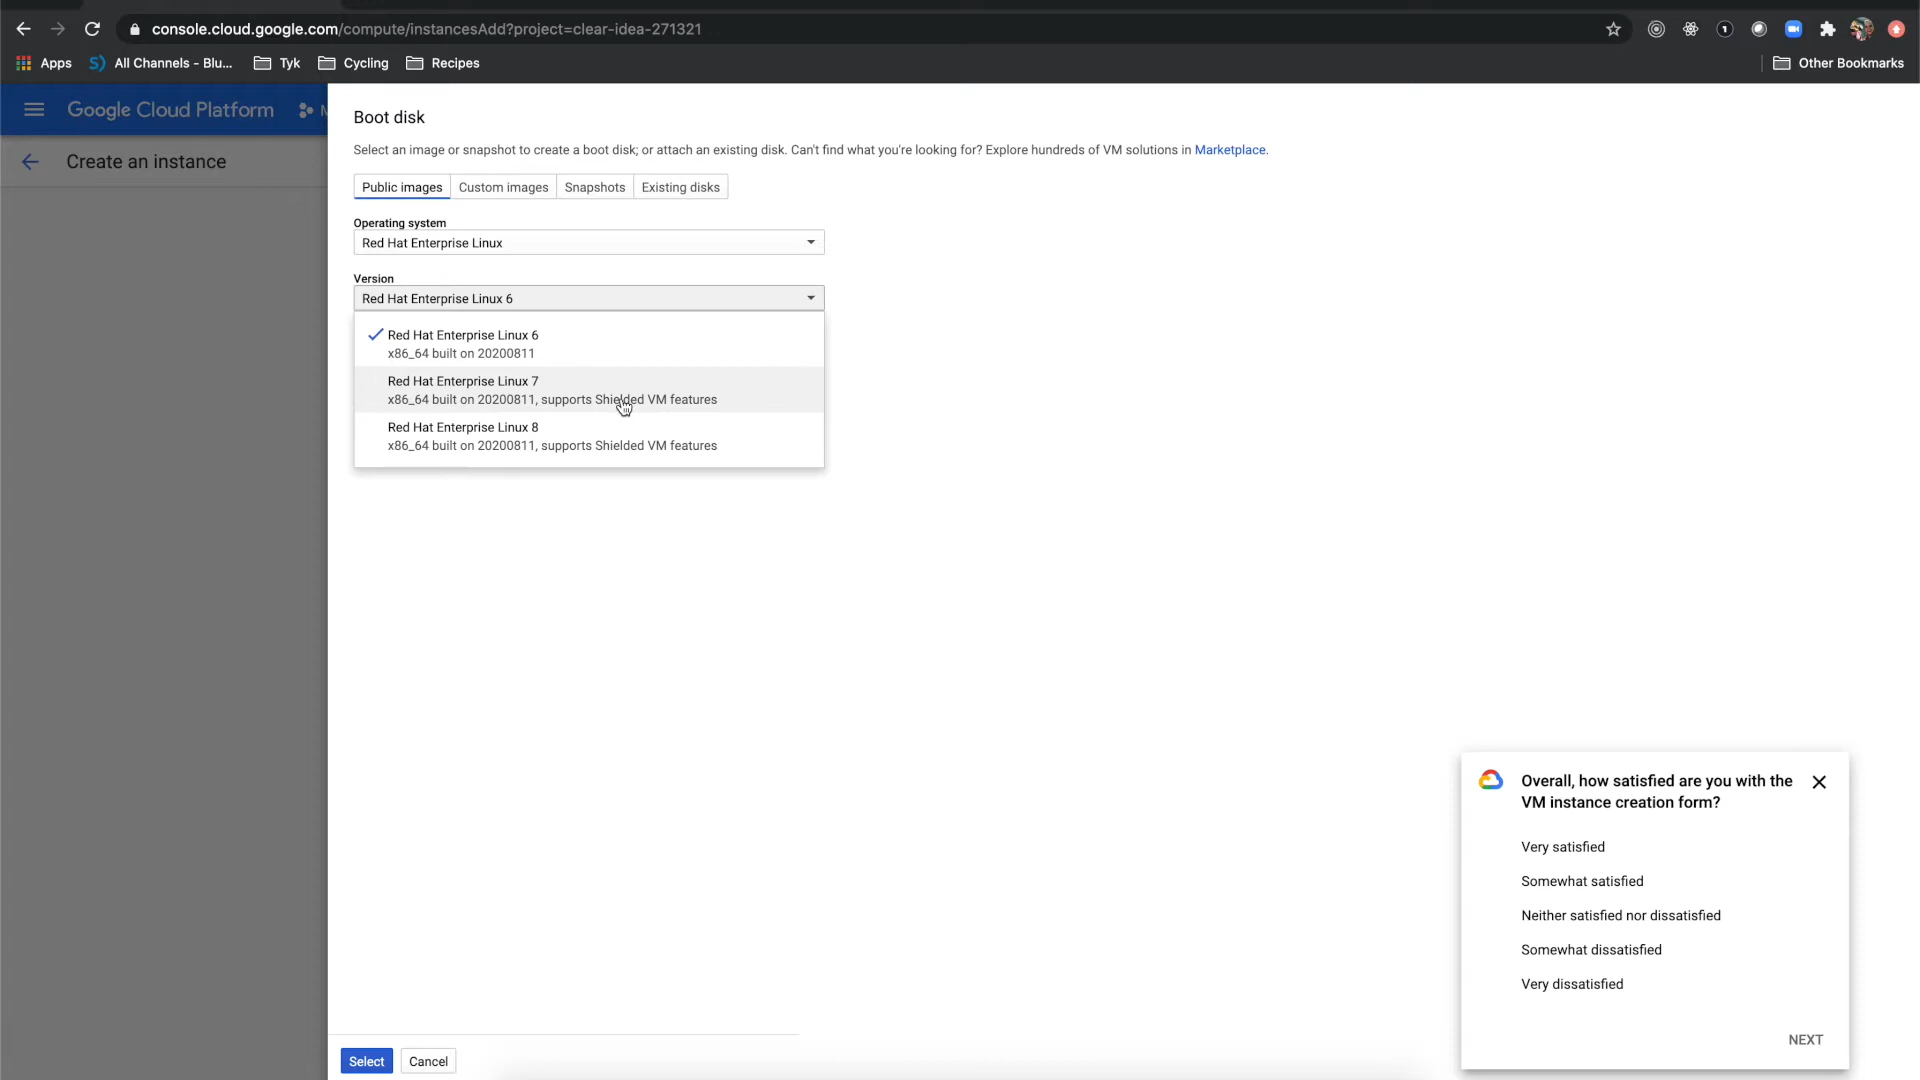 console.cloud.google.com/compute/instancesAdd?project=clear-idea-271321
Apps
All Channels - Blu...
Tyk
Cycling
Recipes
Other Bookmarks
Google Cloud Platform
Create an instance
Boot disk
Select an image or snapshot to create a boot disk; or attach an existing disk. Can't find what you're looking for? Explore hundreds of VM solutions in Marketplace.
Public images
Custom images
Snapshots
Existing disks
Operating system
Red Hat Enterprise Linux
Version
Red Hat Enterprise Linux 6
Red Hat Enterprise Linux 6
x86_64 built on 20200811
Red Hat Enterprise Linux 7
x86_64 built on 20200811, supports Shielded VM features
Red Hat Enterprise Linux 8
x86_64 built on 20200811, supports Shielded VM features
Overall, how satisfied are you with the
VM instance creation form?
Very satisfied
Somewhat satisfied
Neither satisfied nor dissatisfied
Somewhat dissatisfied
Very dissatisfied
NEXT
Select
Cancel